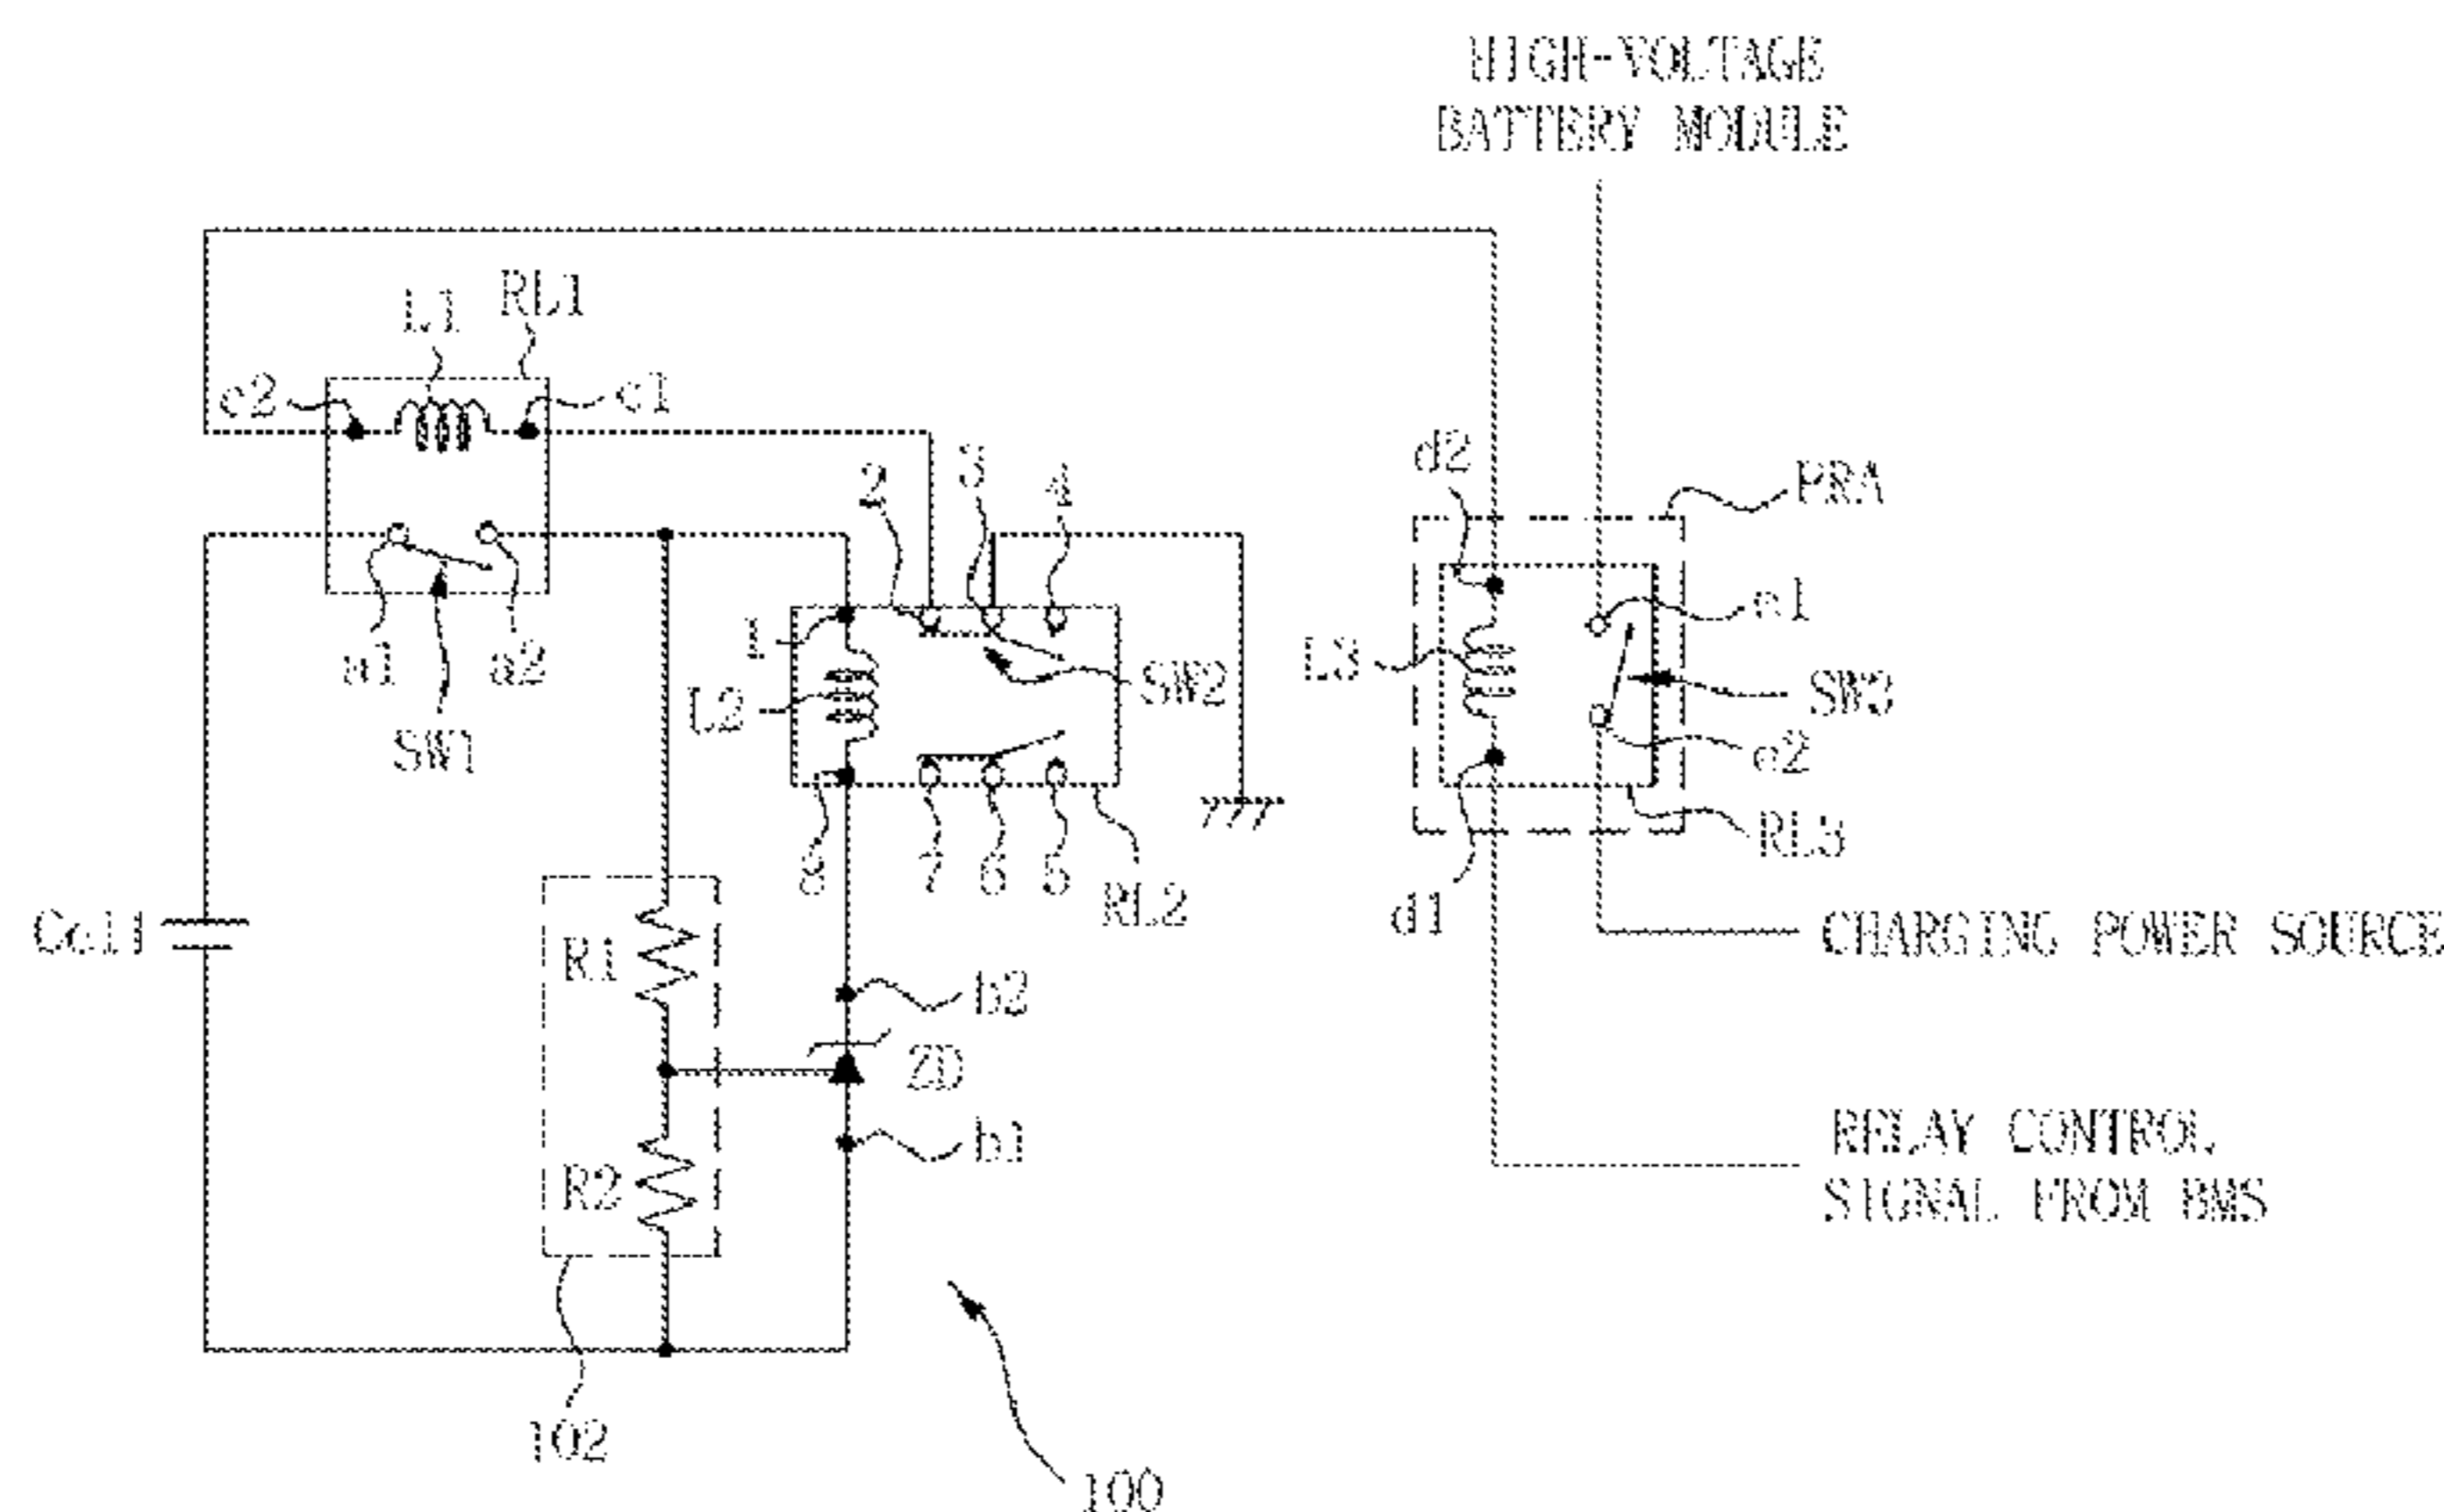 HIGH-VOLTAGE
BATTERY MODULE
L1
RL1
c2
c1
2
3
4
d2
PRA
a1
a2
1
L2
SW2
L3
e1
SW3
SW1
e2
8
7
6
5
RL2
RL3
d1
Cell
R1
CHARGING POWER SOURCE
b2
ZD
b1
R2
RELAY CONTROL
SIGNAL FROM BMS
102
100